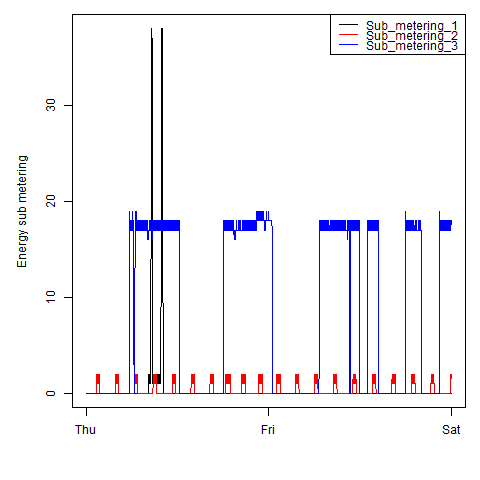 Sub_metering_1
Sub_metering_2
Sub_metering_3
Energy sub metering
30
20
10
0
Thu Fri Sat